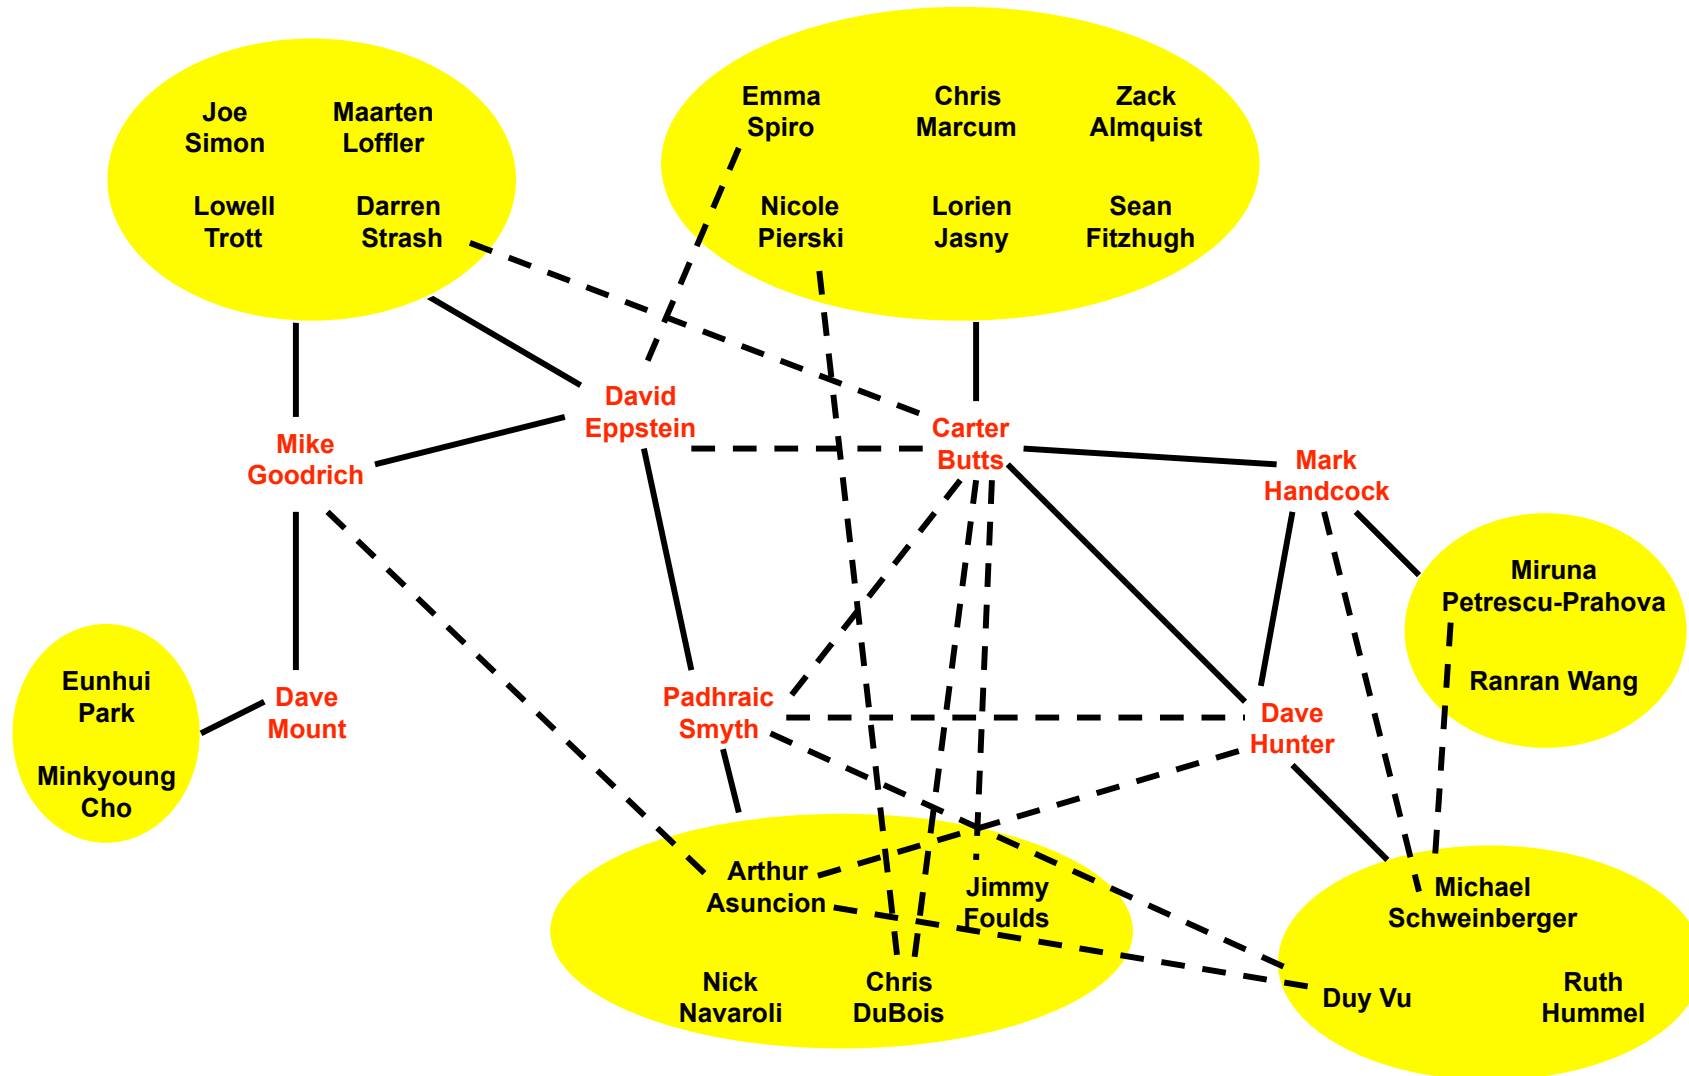 Joe
Simon
Maarten
Loffler
Lowell
Trott
Darren
Strash
Emma
Spiro
Chris
Marcum
Zack
Almquist
Nicole
Pierski
Lorien
Jasny
Sean
Fitzhugh
David
Eppstein
Carter
Butts
Mike
Goodrich
Mark
Handcock
Miruna
Petrescu-Prahova
Ranran Wang
Eunhui
Park
Minkyoung
Cho
Dave
Mount
Padhraic
Smyth
Dave
Hunter
Arthur
Asuncion
Jimmy
Foulds
Nick
Navaroli
Chris
DuBois
Michael
Schweinberger
Duy Vu
Ruth
Hummel